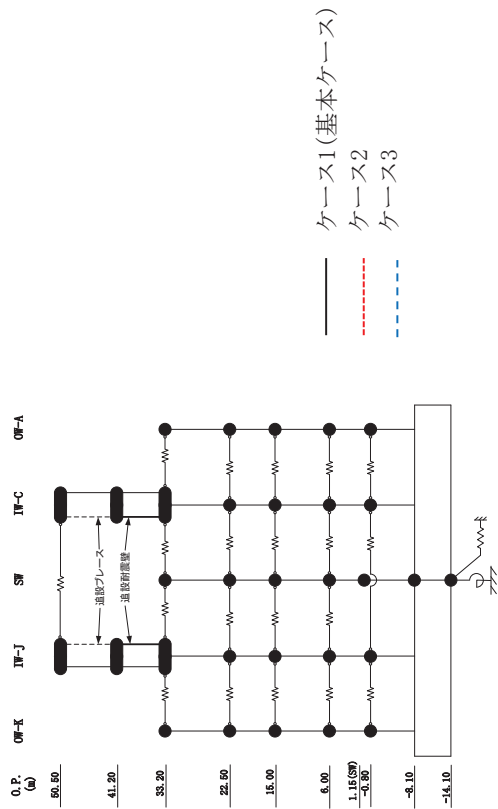 O.P.
(m)
OW-K
IW-J
SW
IW-C
OW-A
50.50
41.20
33.20
22.50
15.00
6.00
1.15(SW)
-0.80
-8.10
-14.10
追設ブレース
追設耐震壁
ケース1(基本ケース)
ケース2
ケース3